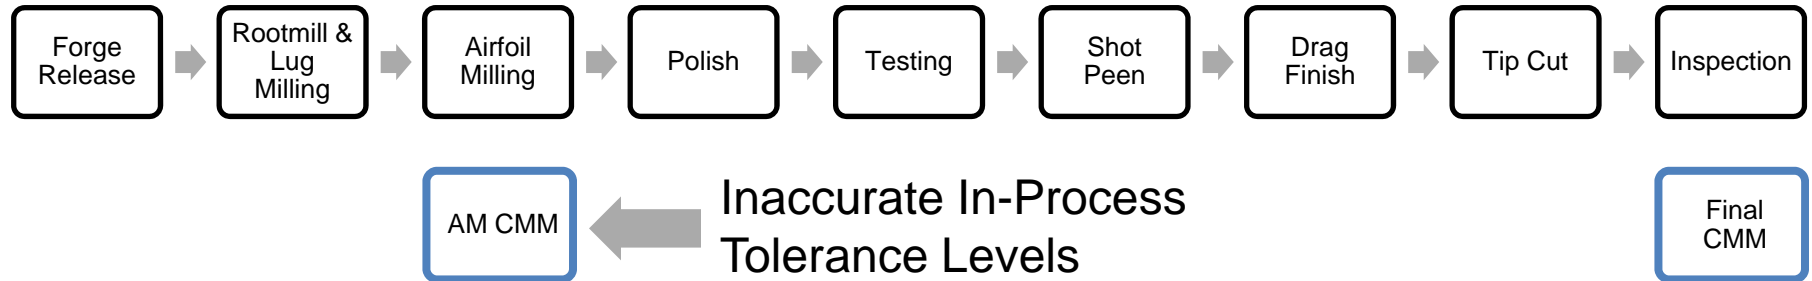 Forge
Release
Rootmill &
Lug
Milling
Airfoil
Milling
Polish
Testing
Shot
Peen
Drag
Finish
Tip Cut
Inspection
AM CMM
Inaccurate In-Process
Tolerance Levels
Final
CMM